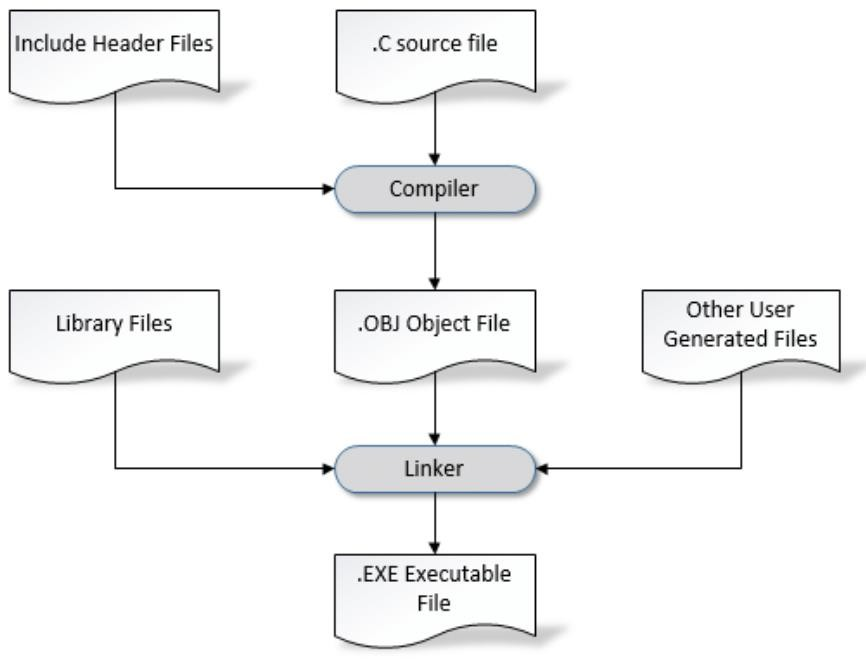 Include Header Files
.C source file
Compiler
Library Files
.OBJ Object File
Other User
Generated Files
Linker
.EXE Executable
File